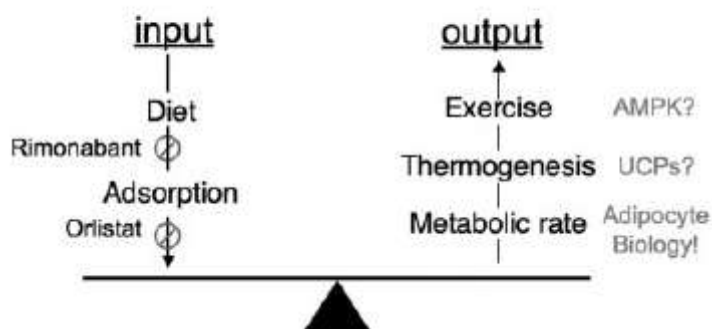 input output
Diet Exercise AMPK?
Rimonabant
Thermogenesis UCPs?
Adsorption
Orlistat Metabolic rate Adipocyte
Biology!